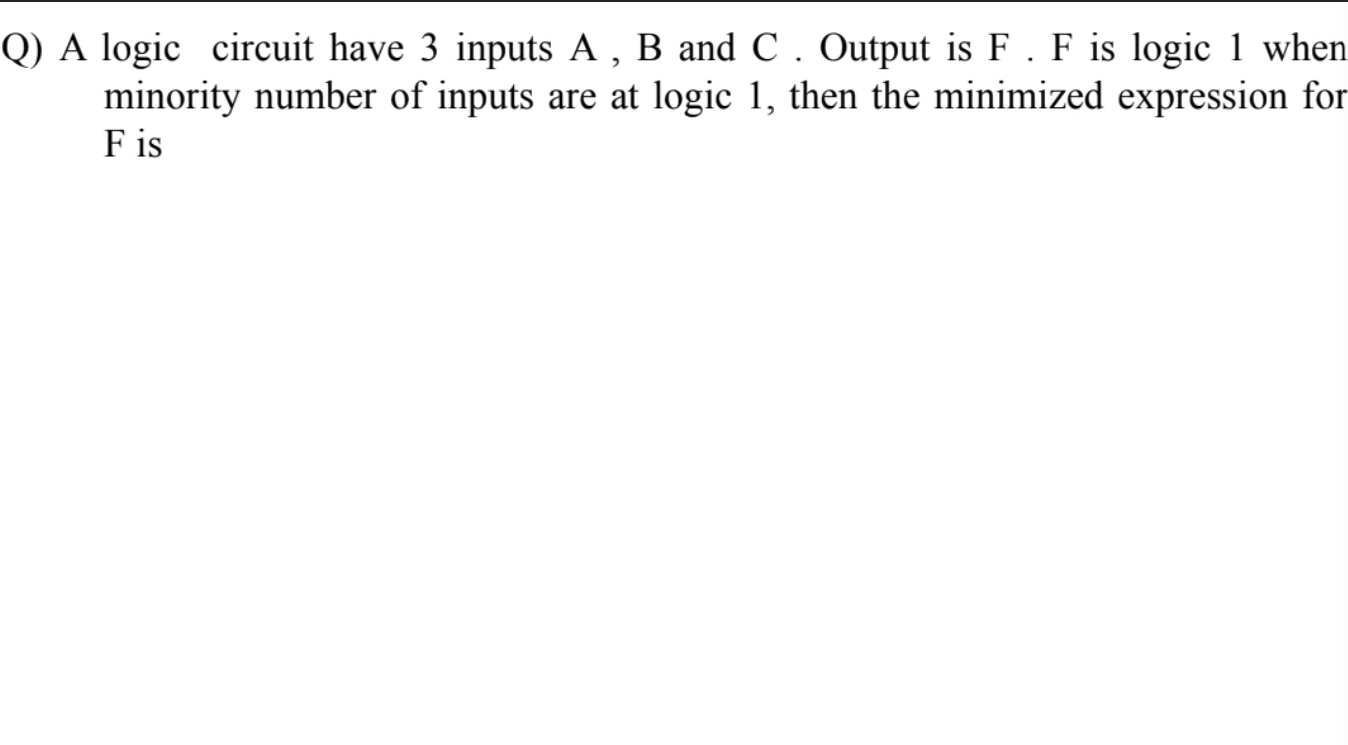 Q) A logic circuit have 3 inputs A , B and C . Output is F . F is logic 1 when
minority number of inputs are at logic 1, then the minimized expression for
F is